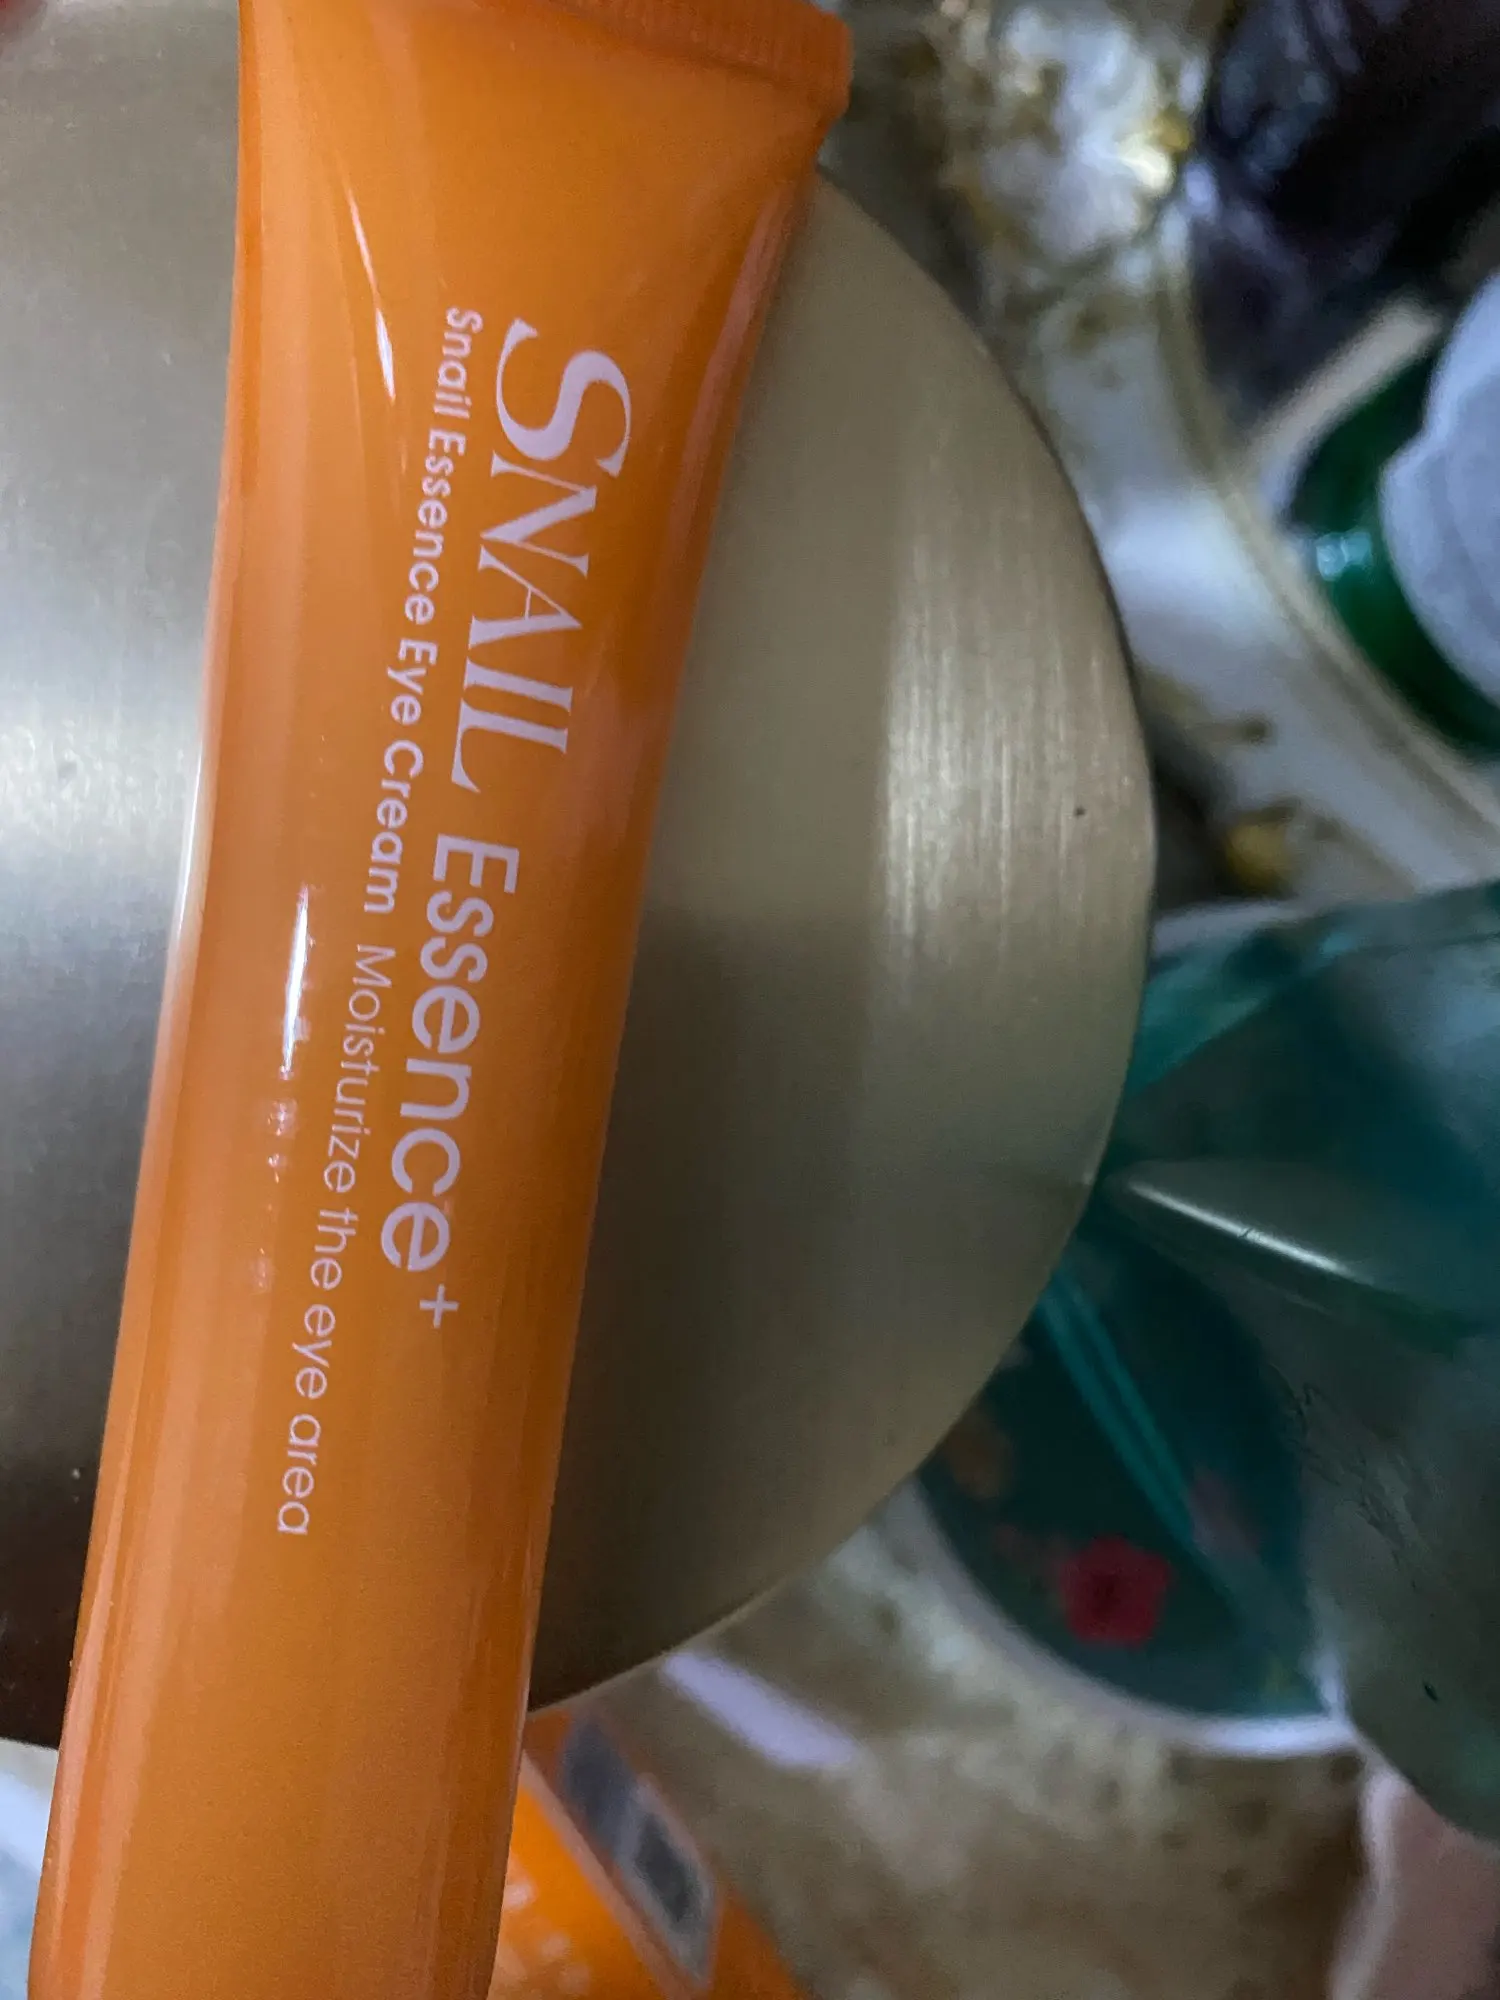 SNAIL Essence+
Snail Essence Eye Cream Moisturize the eye area